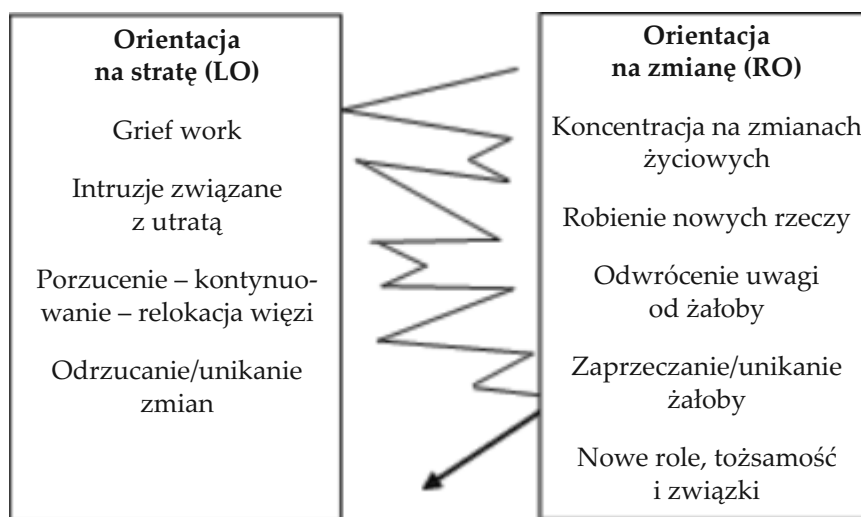 Orientacja
na stratę (LO)
Grief work
Intruzje związane
z utratą
Porzucenie – kontynuo-
wanie – relokacja więzi
Odrzucanie/unikanie
zmian
Orientacja
na zmianę (RO)
Koncentracja na zmianach
życiowych
Robienie nowych rzeczy
Odwrócenie uwagi
od żałoby
Zaprzeczanie/unikanie
żałoby
Nowe role, tożsamość
i związki